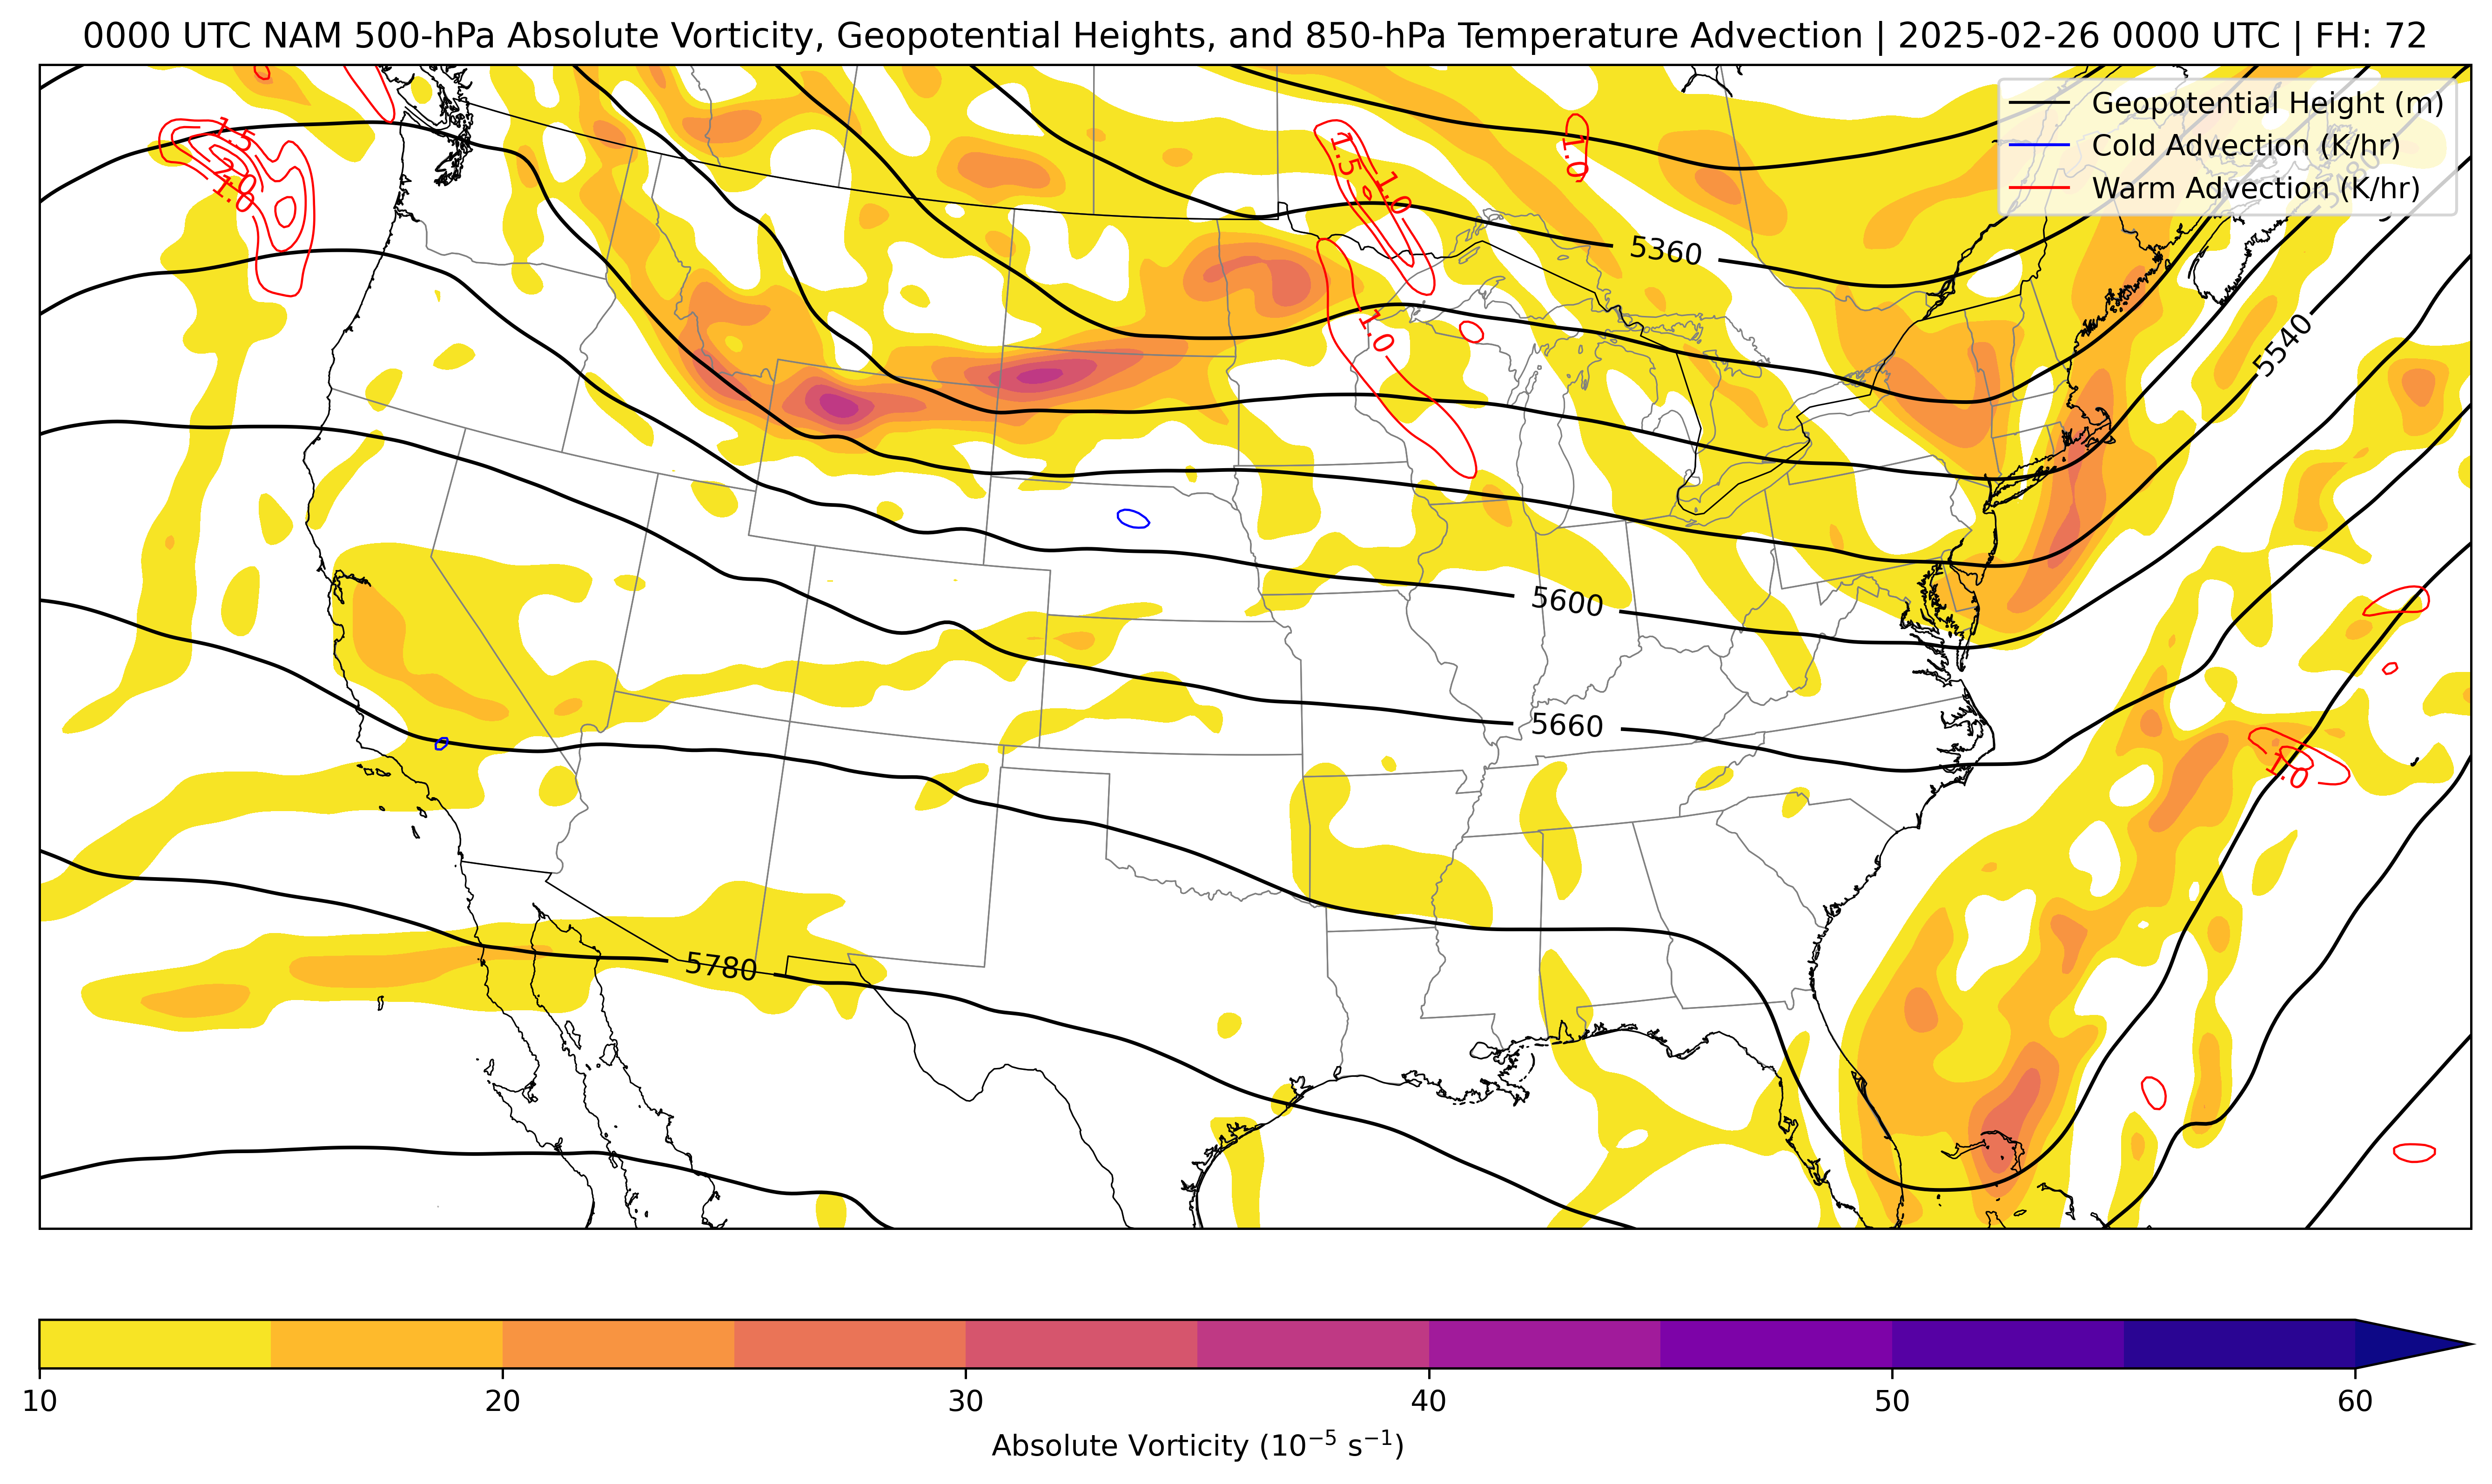 0000 UTC NAM 500-hPa Absolute Vorticity, Geopotential Heights, and 850-hPa Temperature Advection | 2025-02-26 0000 UTC | FH: 72
Geopotential Height (m)
Cold Advection (K/hr)
Warm Advection (K/hr)
1.5
2.0
1.0
1.5
1.0
1.0
5360
1.0
5540
5600
5660
1.0
5780
10 20 30 40 50 60
Absolute Vorticity (10⁻⁵ s⁻¹)